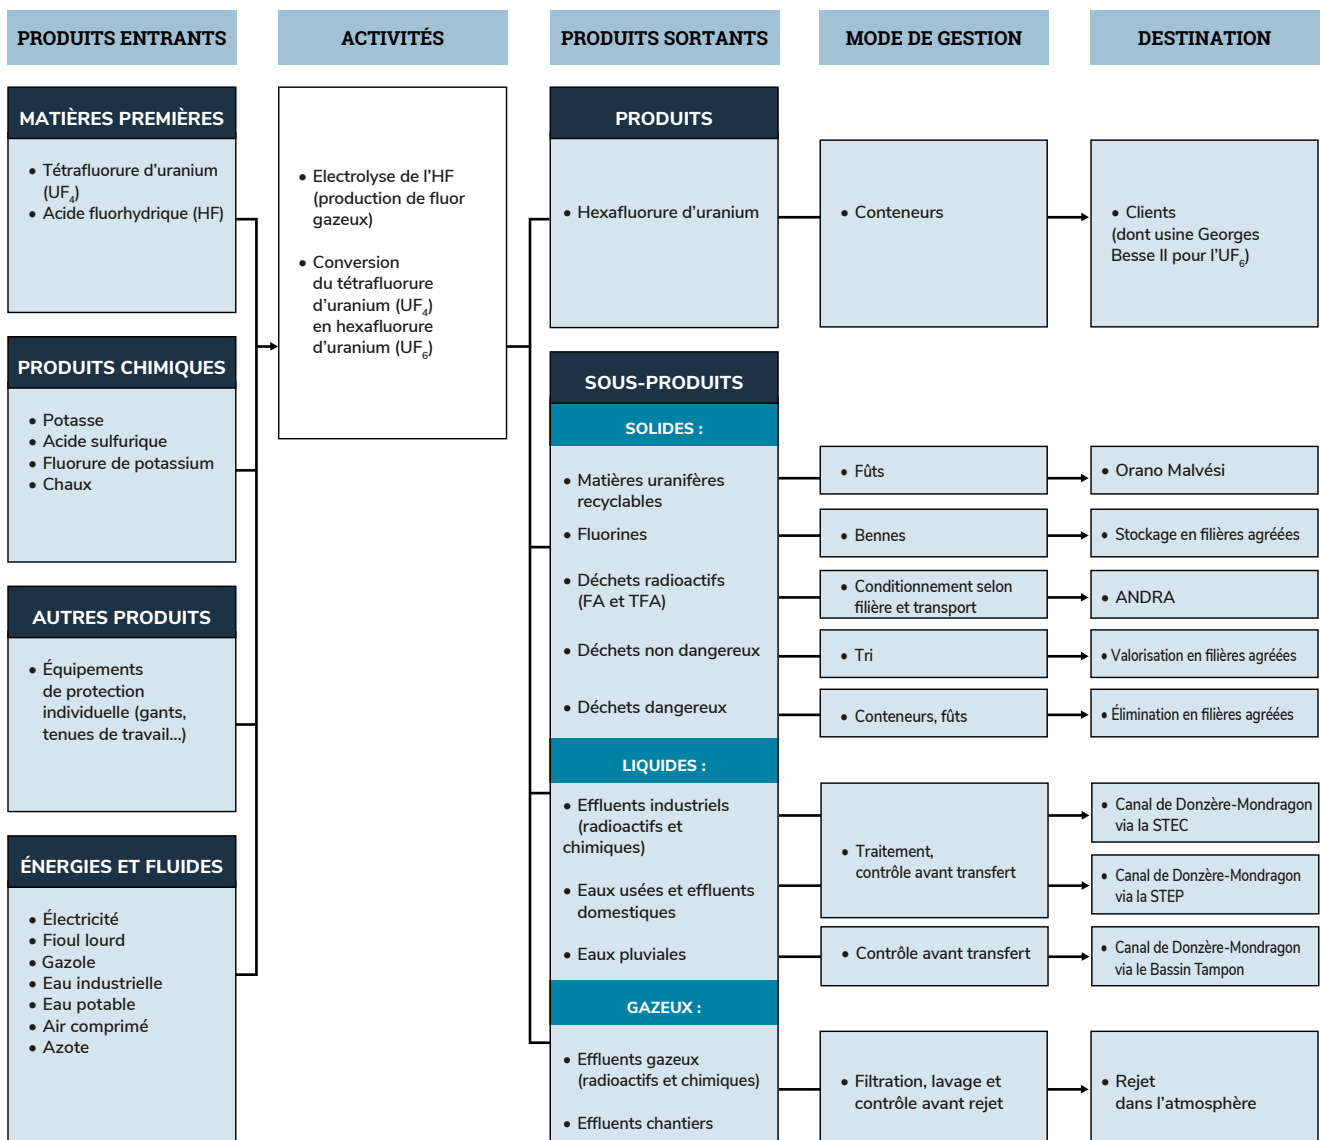 PRODUITS ENTRANTS
MATIÈRES PREMIÈRES
• Tétrafluorure d’uranium
(UF₄)
• Acide fluorhydrique (HF)
PRODUITS CHIMIQUES
• Potasse
• Acide sulfurique
• Fluorure de potassium
• Chaux
AUTRES PRODUITS
• Équipements
de protection
individuelle (gants,
tenues de travail...)
ÉNERGIES ET FLUIDES
• Électricité
• Fioul lourd
• Gazole
• Eau industrielle
• Eau potable
• Air comprimé
• Azote
ACTIVITÉS
• Electrolyse de l’HF
(production de fluor
gazeux)
• Conversion
du tétrafluorure
d’uranium (UF₄)
en hexafluorure
d’uranium (UF₆)
PRODUITS SORTANTS
PRODUITS
• Hexafluorure d’uranium
SOUS-PRODUITS
SOLIDES :
• Matières uranifères
recyclables
• Fluorines
• Déchets radioactifs
(FA et TFA)
• Déchets non dangereux
• Déchets dangereux
LIQUIDES :
• Effluents industriels
(radioactifs et
chimiques)
• Eaux usées et effluents
domestiques
• Eaux pluviales
GAZEUX :
• Effluents gazeux
(radioactifs et chimiques)
• Effluents chantiers
MODE DE GESTION
• Conteneurs
• Fûts
• Bennes
• Conditionnement selon
filière et transport
• Tri
• Conteneurs, fûts
• Traitement,
contrôle avant transfert
• Contrôle avant transfert
• Filtration, lavage et
contrôle avant rejet
DESTINATION
• Clients
(dont usine Georges
Besse II pour l’UF₆)
• Orano Malvési
• Stockage en filières agréées
• ANDRA
• Valorisation en filières agréées
• Élimination en filières agréées
• Canal de Donzère-Mondragon
via la STEC
• Canal de Donzère-Mondragon
via la STEP
• Canal de Donzère-Mondragon
via le Bassin Tampon
• Rejet
dans l’atmosphère